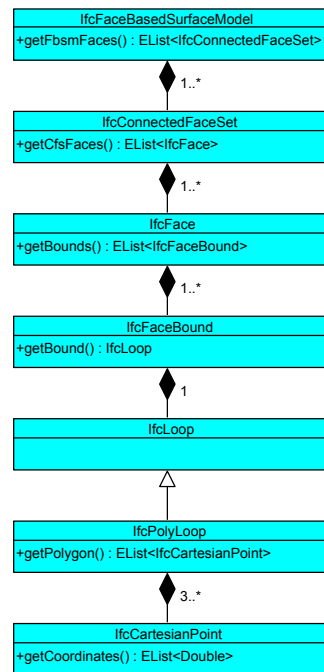 IfcFaceBasedSurfaceModel
+getFbsmFaces() : EList<IfcConnectedFaceSet>
1..*
IfcConnectedFaceSet
+getCfsFaces() : EList<IfcFace>
1..*
IfcFace
+getBounds() : EList<IfcFaceBound>
1..*
IfcFaceBound
+getBound() : IfcLoop
1
IfcLoop
IfcPolyLoop
+getPolygon() : EList<IfcCartesianPoint>
3..*
IfcCartesianPoint
+getCoordinates() : EList<Double>